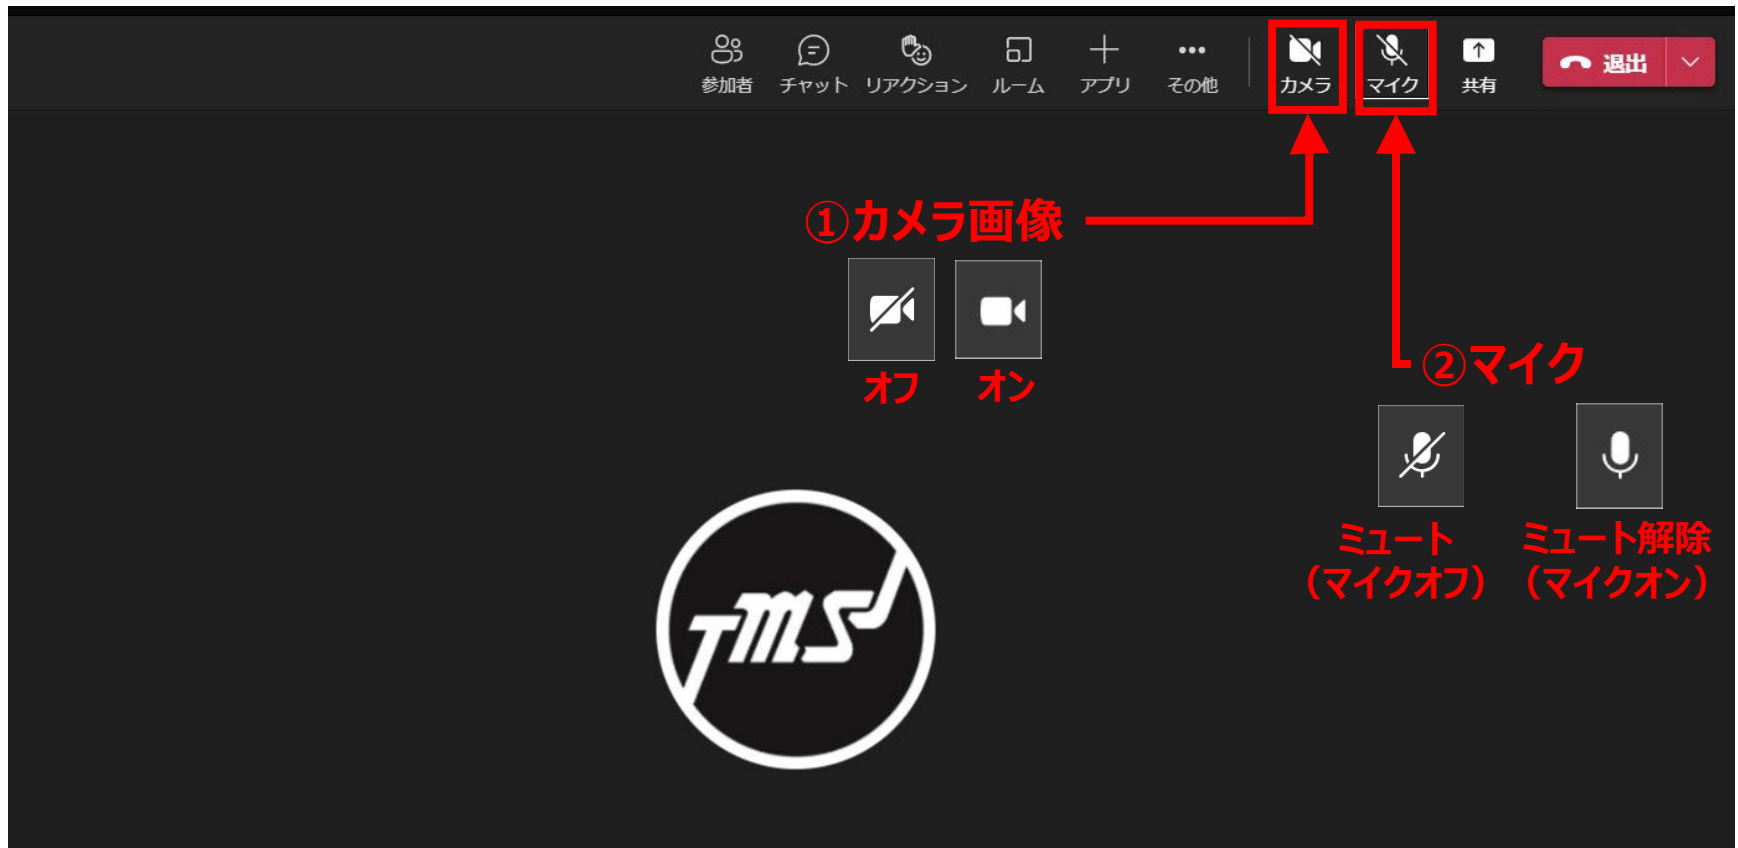 参加者 チャット リアクション ルーム アプリ その他 カメラ マイク 共有 退出
①カメラ画像
オフ オン
②マイク
ミュート ミュート解除
（マイクオフ） （マイクオン）
TMS